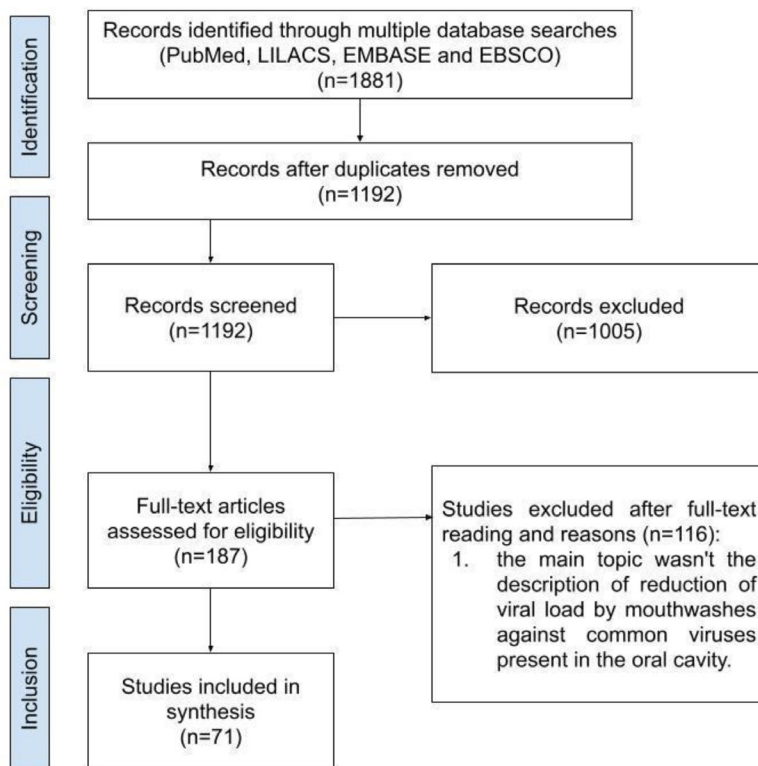 Identification
Records identified through multiple database searches
(PubMed, LILACS, EMBASE and EBSCO)
(n=1881)
Records after duplicates removed
(n=1192)
Screening
Records screened
(n=1192)
Records excluded
(n=1005)
Eligibility
Full-text articles
assessed for eligibility
(n=187)
Studies excluded after full-text
reading and reasons (n=116):
1. the main topic wasn't the
description of reduction of
viral load by mouthwashes
against common viruses
present in the oral cavity.
Inclusion
Studies included in
synthesis
(n=71)